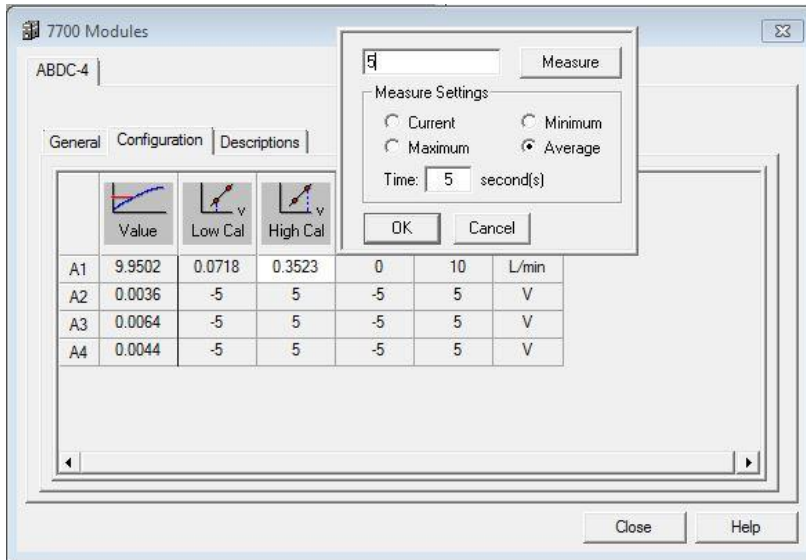 7700 Modules
ABDC-4
5
Measure
Measure Settings
Current
Minimum
Maximum
Average
Time: 5 second(s)
OK
Cancel
General Configuration Descriptions
V V
Value Low Cal High Cal
A1 9.9502 0.0718 0.3523 0 10 L/min
A2 0.0036 -5 5 -5 5 V
A3 0.0064 -5 5 -5 5 V
A4 0.0044 -5 5 -5 5 V
Close Help